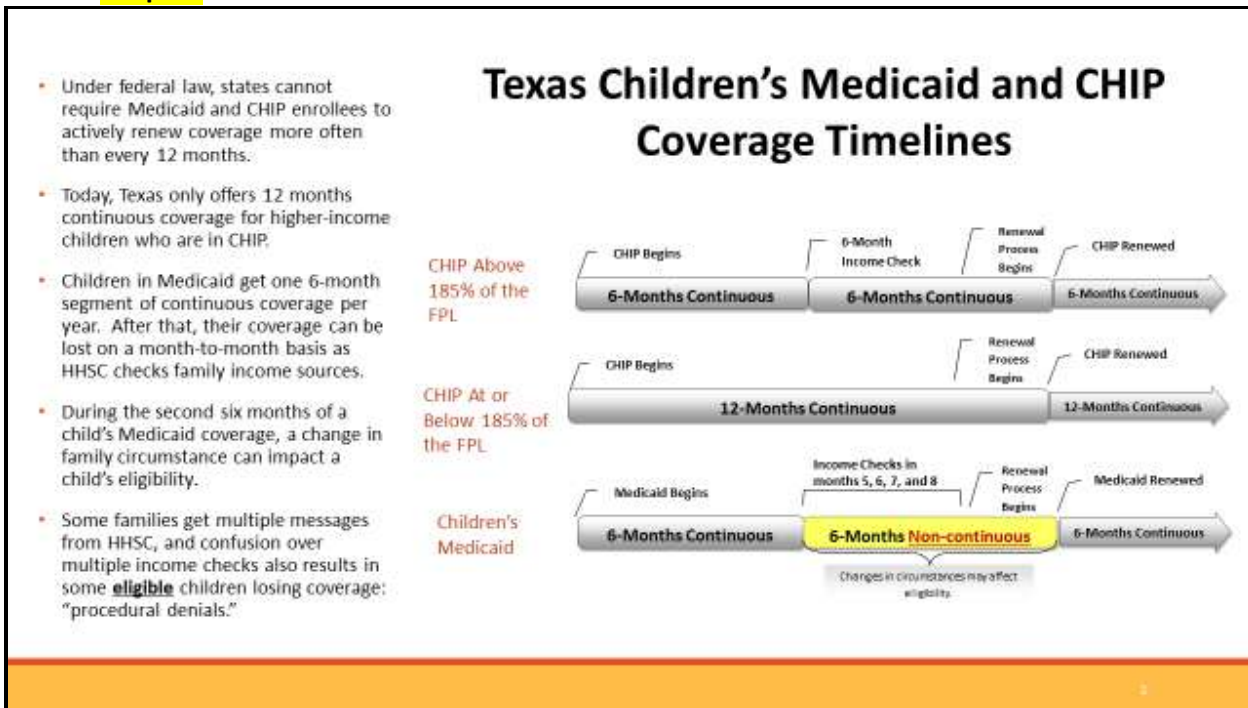 • Under federal law, states cannot
require Medicaid and CHIP enrollees to
actively renew coverage more often
than every 12 months.
• Today, Texas only offers 12 months
continuous coverage for higher-income
children who are in CHIP.
• Children in Medicaid get one 6-month
segment of continuous coverage per
year. After that, their coverage can be
lost on a month-to-month basis as
HHSC checks family income sources.
• During the second six months of a
child's Medicaid coverage, a change in
family circumstance can impact a
child's eligibility.
• Some families get multiple messages
from HHSC, and confusion over
multiple income checks also results in
some eligible children losing coverage:
"procedural denials."
Texas Children's Medicaid and CHIP
Coverage Timelines
CHIP Above
185% of the
FPL
CHIP Begins
6-Month
Income Check
Renewal
Process
Begins
CHIP Renewed
6-Months Continuous
6-Months Continuous
6-Months Continuous
CHIP At or
Below 185% of
the FPL
CHIP Begins
Renewal
Process
Begins
CHIP Renewed
12-Months Continuous
12-Months Continuous
Children's
Medicaid
Medicaid Begins
Income Checks in
months 5, 6, 7, and 8
Renewal
Process
Begins
Medicaid Renewed
6-Months Continuous
6-Months Non-continuous
6-Months Continuous
Changes in circumstances may affect
eligibility.